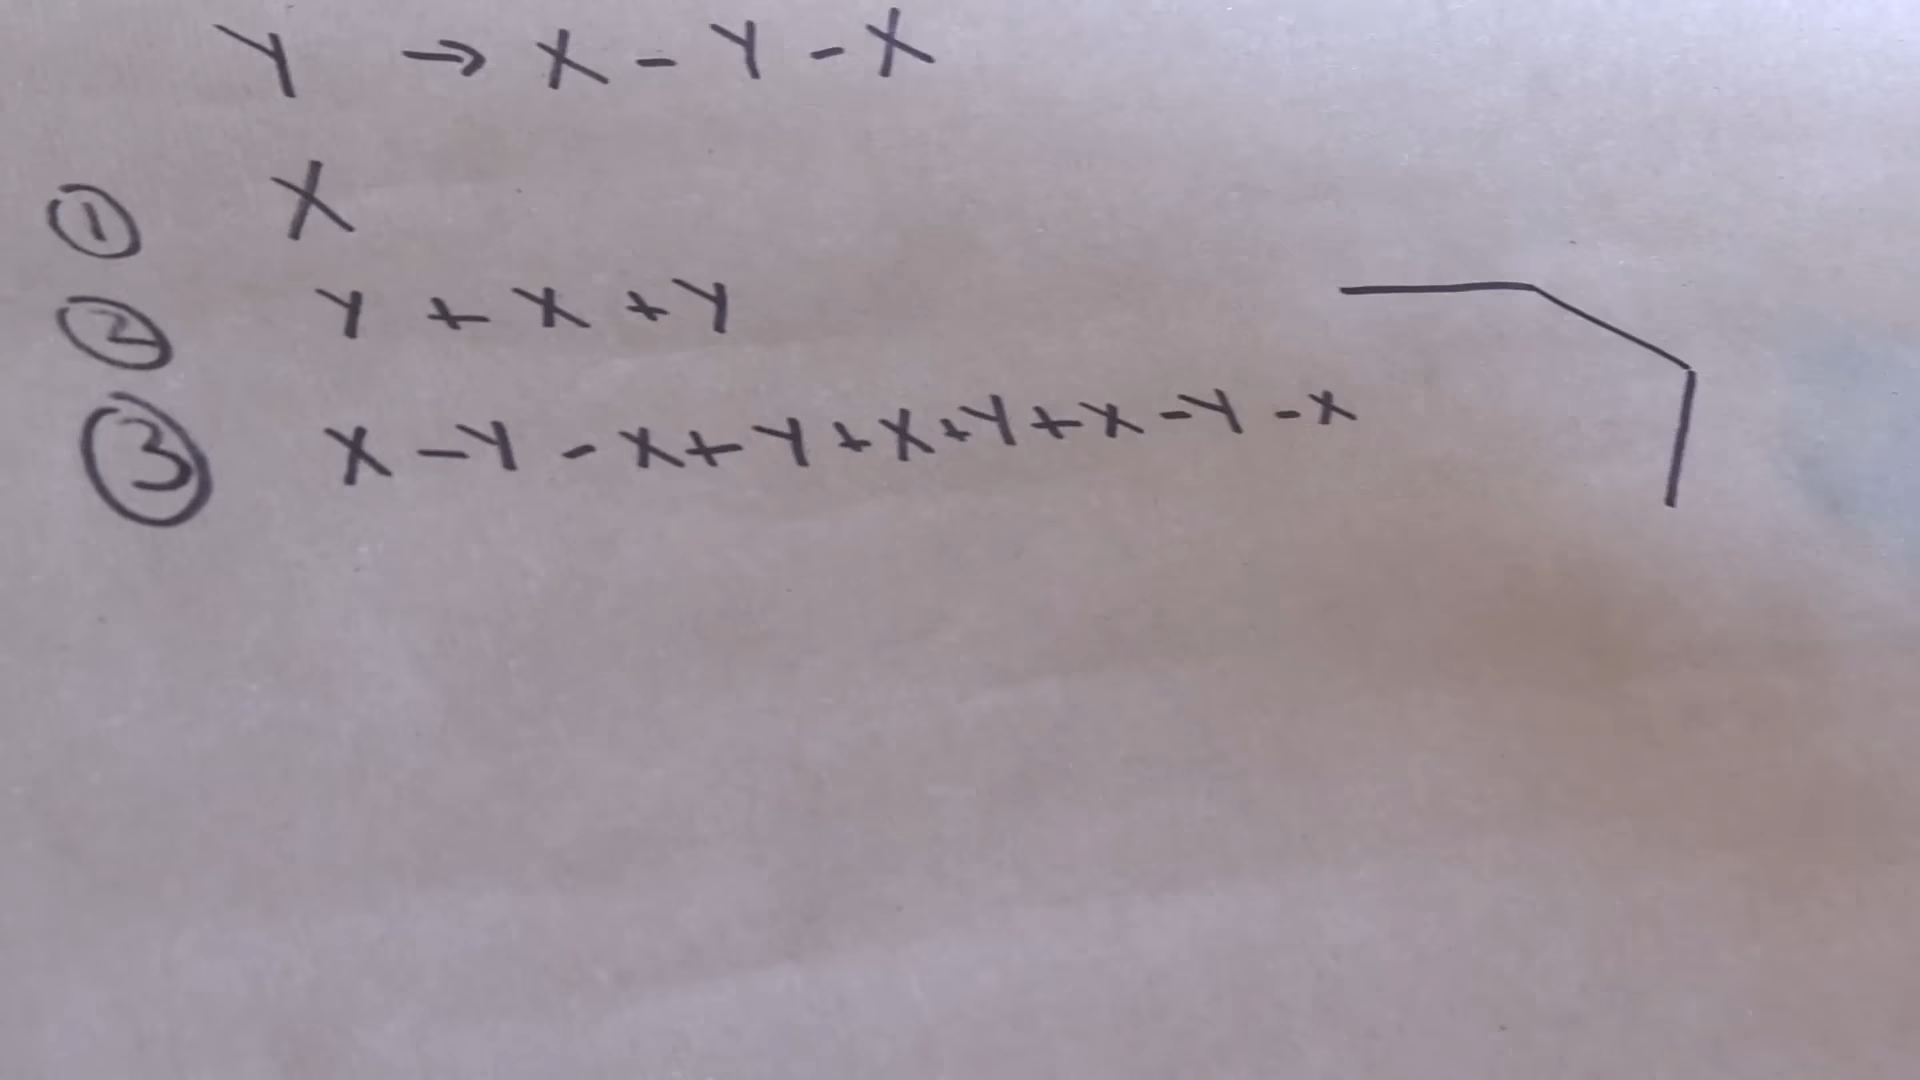 Y → X - Y - X
① X
② Y + X + Y
③ X - Y - X + Y + X + Y + X - Y - X